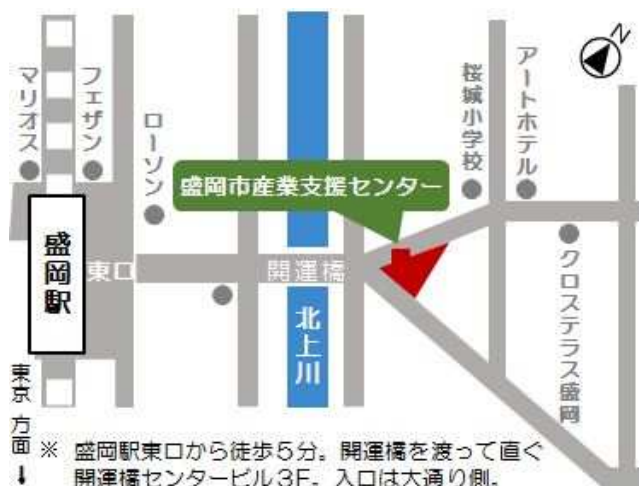 N
マリオス
フェザン
ローソン
桜城小学校
アートホテル
盛岡市産業支援センター
盛岡駅
東口
開運橋
北上川
クロステラス盛岡
東京 方面 ↓
※ 盛岡駅東口から徒歩5分。開運橋を渡って直ぐ
開運橋センタービル3F。入口は大通り側。